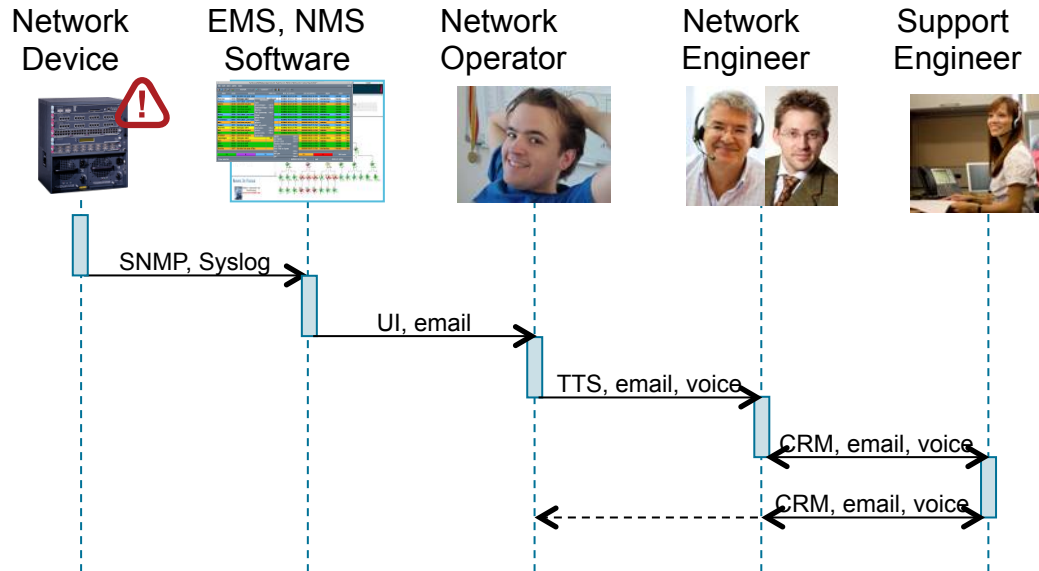 Network
Device
EMS, NMS
Software
Network
Operator
Network
Engineer
Support
Engineer
!
SNMP, Syslog
UI, email
TTS, email, voice
CRM, email, voice
CRM, email, voice